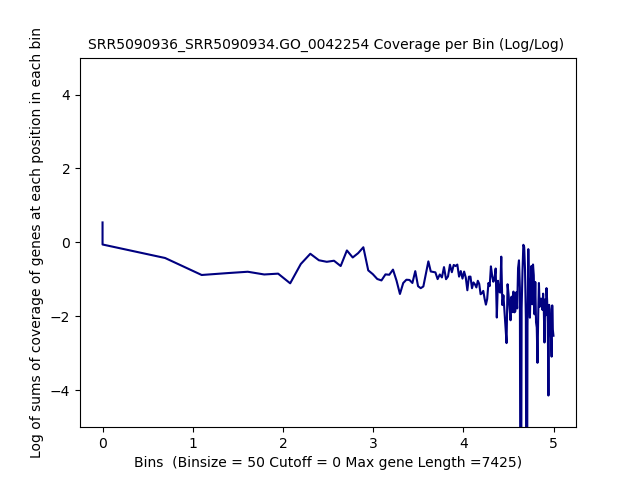 SRR5090936_SRR5090934.GO_0042254 Coverage per Bin (Log/Log)
Log of sums of coverage of genes at each position in each bin
4
2
0
−2
−4
0 1 2 3 4 5
Bins  (Binsize = 50 Cutoff = 0 Max gene Length =7425)